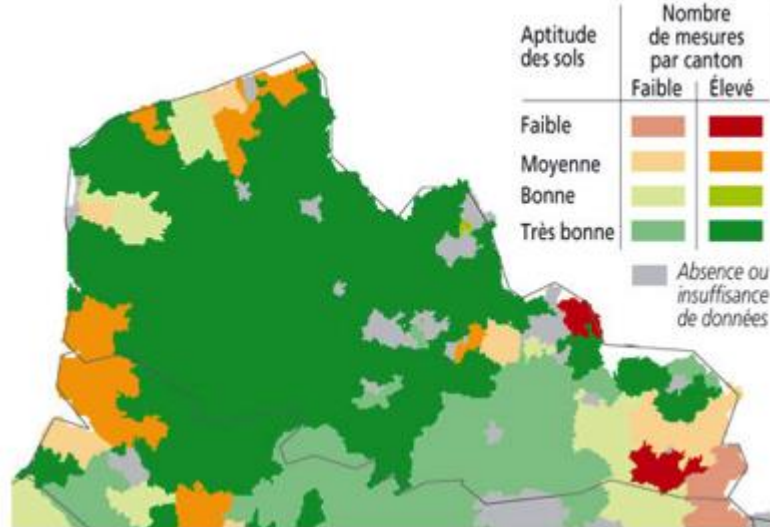 Aptitude
des sols
Nombre
de mesures
par canton
Faible Élevé
Faible
Moyenne
Bonne
Très bonne
Absence ou
insuffisance
de données